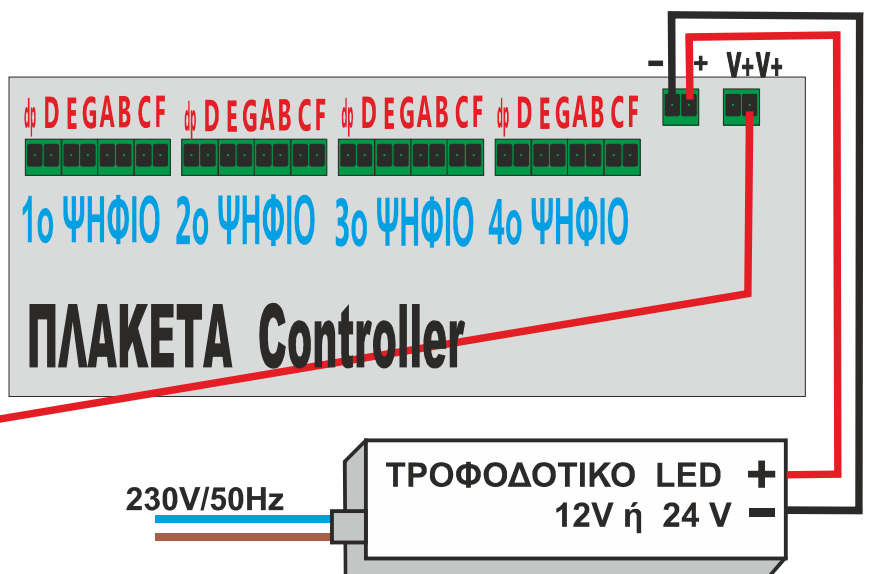 - + V+V+
dp D E G A B C F dp D E G A B C F dp D E G A B C F dp D E G A B C F
1ο ΨΗΦΙΟ 2ο ΨΗΦΙΟ 3ο ΨΗΦΙΟ 4ο ΨΗΦΙΟ
ΠΛΑΚΕΤΑ Controller
ΤΡΟΦΟΔΟΤΙΚΟ LED +
230V/50Hz
12V ή 24 V -